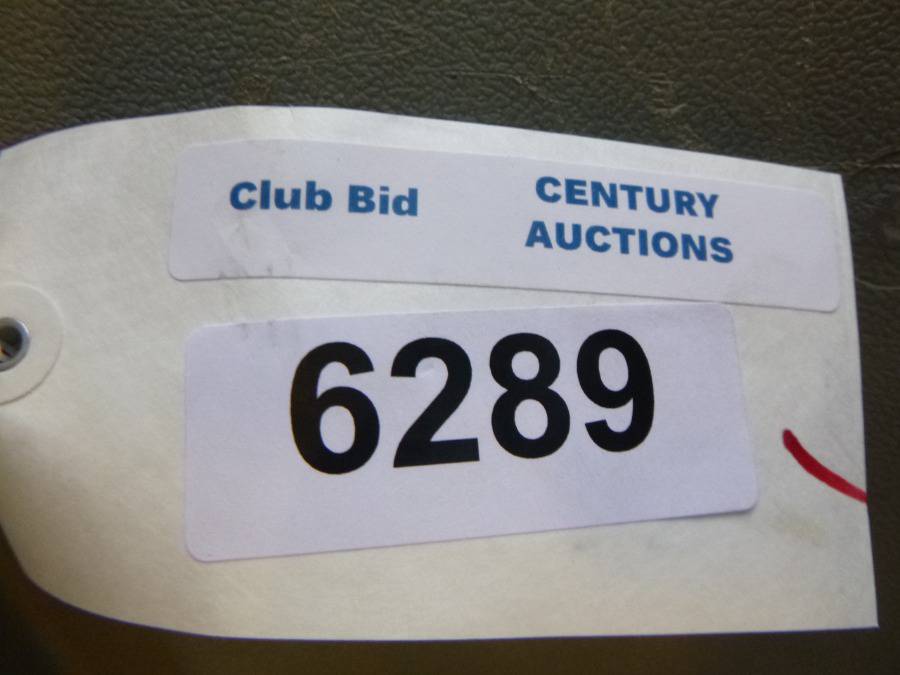 Club Bid
CENTURY
AUCTIONS
6289